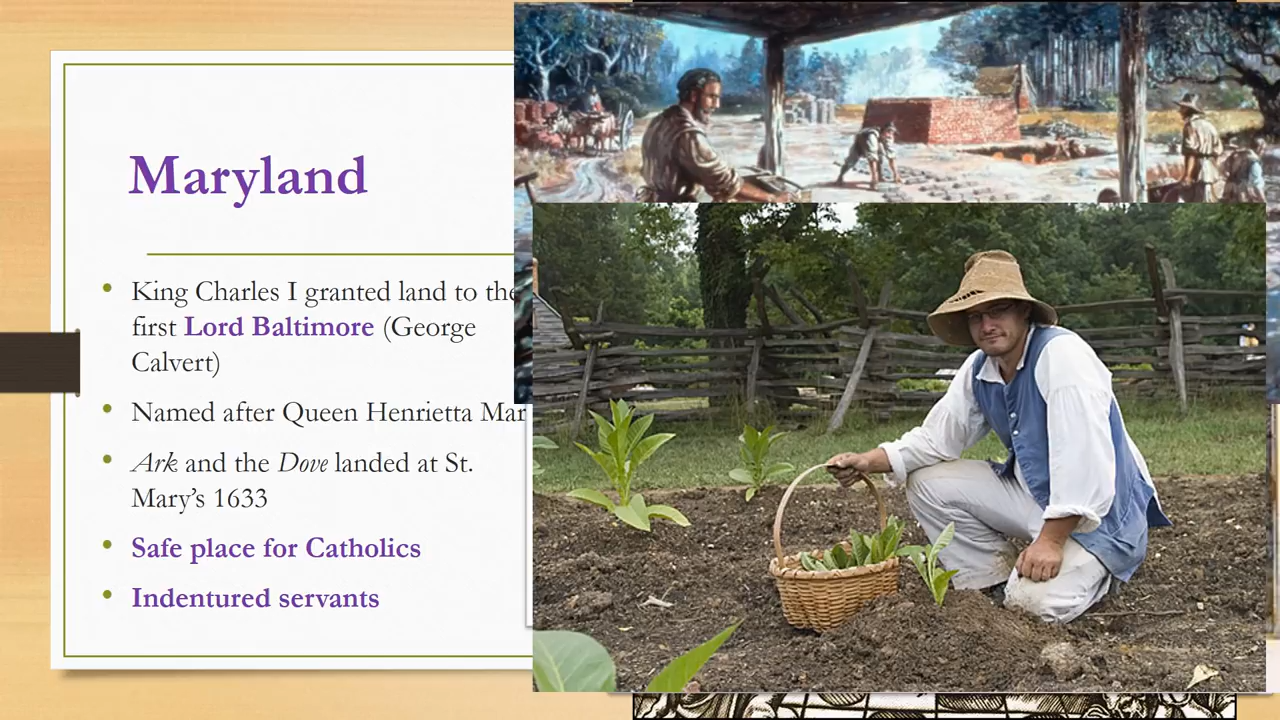 Maryland
King Charles I granted land to the
first Lord Baltimore (George
Calvert)
Named after Queen Henrietta Mar
Ark and the Dove landed at St.
Mary's 1633
Safe place for Catholics
Indentured servants